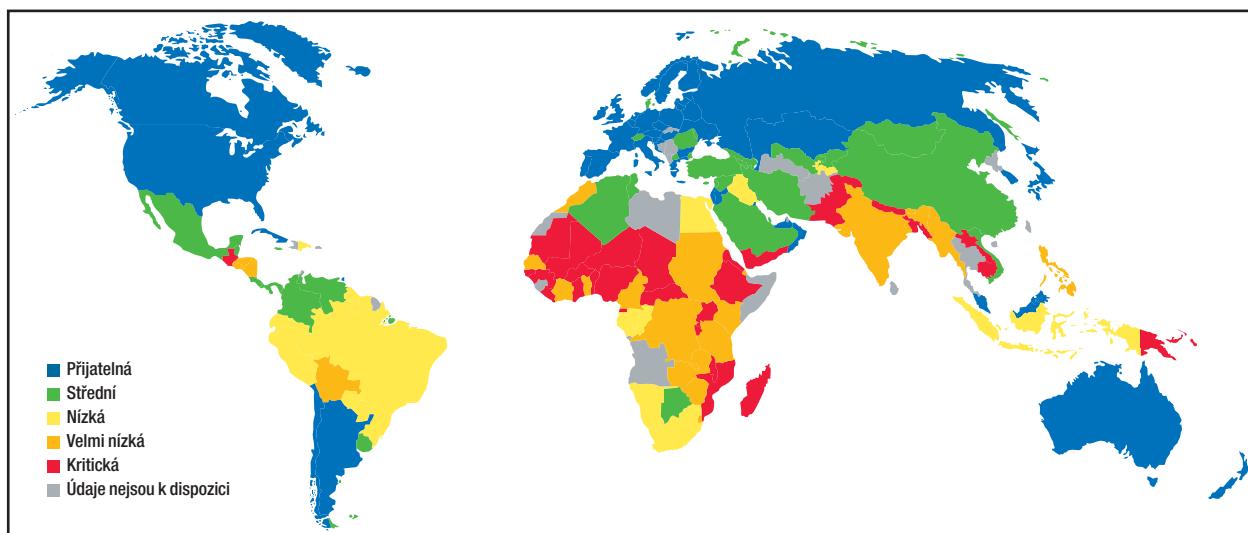 Přijatelná
Střední
Nízká
Velmi nízká
Kritická
Údaje nejsou k dispozici